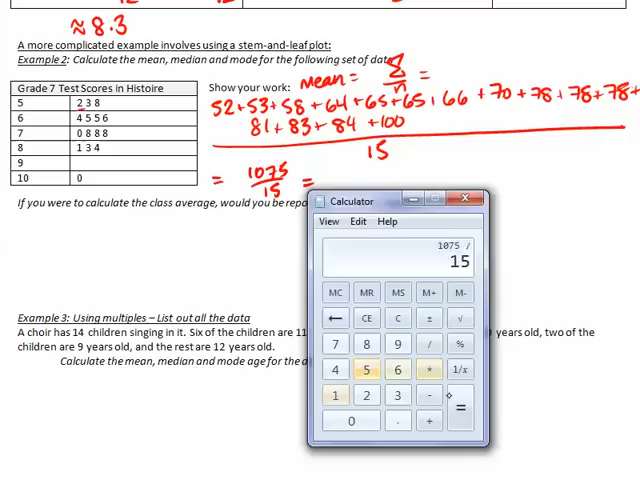 ≈ 8.3
A more complicated example involves using a stem-and-leaf plot:
Example 2: Calculate the mean, median and mode for the following set of data
Grade 7 Test Scores in Histoire
5 2 3 8
6 4 5 5 6
7 0 8 8 8
8 1 3 4
9
10 0
Show your work: mean = Σ/n =
52+53+58+64+65+65+66+70+78+78+78+
81+83+84+100
15
= 1075/15 =
If you were to calculate the class average, would you be repo
Calculator
View Edit Help
1075 /
15
MC MR MS M+ M-
← CE C ± √
7 8 9 / %
4 5 6 * 1/x
1 2 3 - =
0 . +
Example 3: Using multiples – List out all the data
A choir has 14 children singing in it. Six of the children are 11 years old, two of the
children are 9 years old, and the rest are 12 years old.
Calculate the mean, median and mode age for the